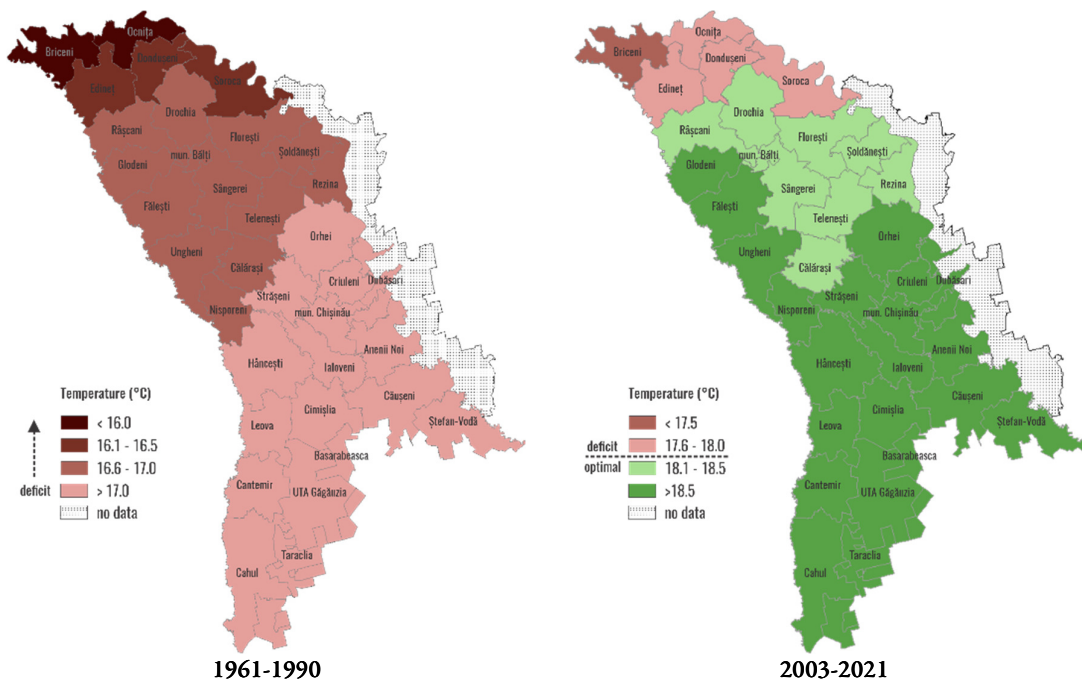 Ocnița
Briceni
Dondușeni
Edineț
Soroca
Drochia
Râșcani
Florești
mun. Bălți
Șoldănești
Glodeni
Sângerei
Rezina
Fălești
Telenești
Orhei
Ungheni
Călărași
Criuleni
Dubăsari
Strășeni
Nisporeni
mun. Chișinău
Anenii Noi
Hâncești
Ialoveni
Căușeni
Cimișlia
Leova
Ștefan-Vodă
Basarabeasca
Cantemir
UTA Găgăuzia
Taraclia
Cahul
Temperature (°C)
< 16.0
16.1 - 16.5
16.6 - 17.0
> 17.0
no data
deficit
1961-1990
Ocnița
Briceni
Dondușeni
Edineț
Soroca
Drochia
Râșcani
Florești
mun. Bălți
Șoldănești
Glodeni
Sângerei
Rezina
Fălești
Telenești
Orhei
Ungheni
Călărași
Criuleni
Dubăsari
Strășeni
Nisporeni
mun. Chișinău
Anenii Noi
Hâncești
Ialoveni
Căușeni
Cimișlia
Leova
Ștefan-Vodă
Basarabeasca
Cantemir
UTA Găgăuzia
Taraclia
Cahul
Temperature (°C)
< 17.5
17.6 - 18.0
deficit
optimal
18.1 - 18.5
>18.5
no data
2003-2021